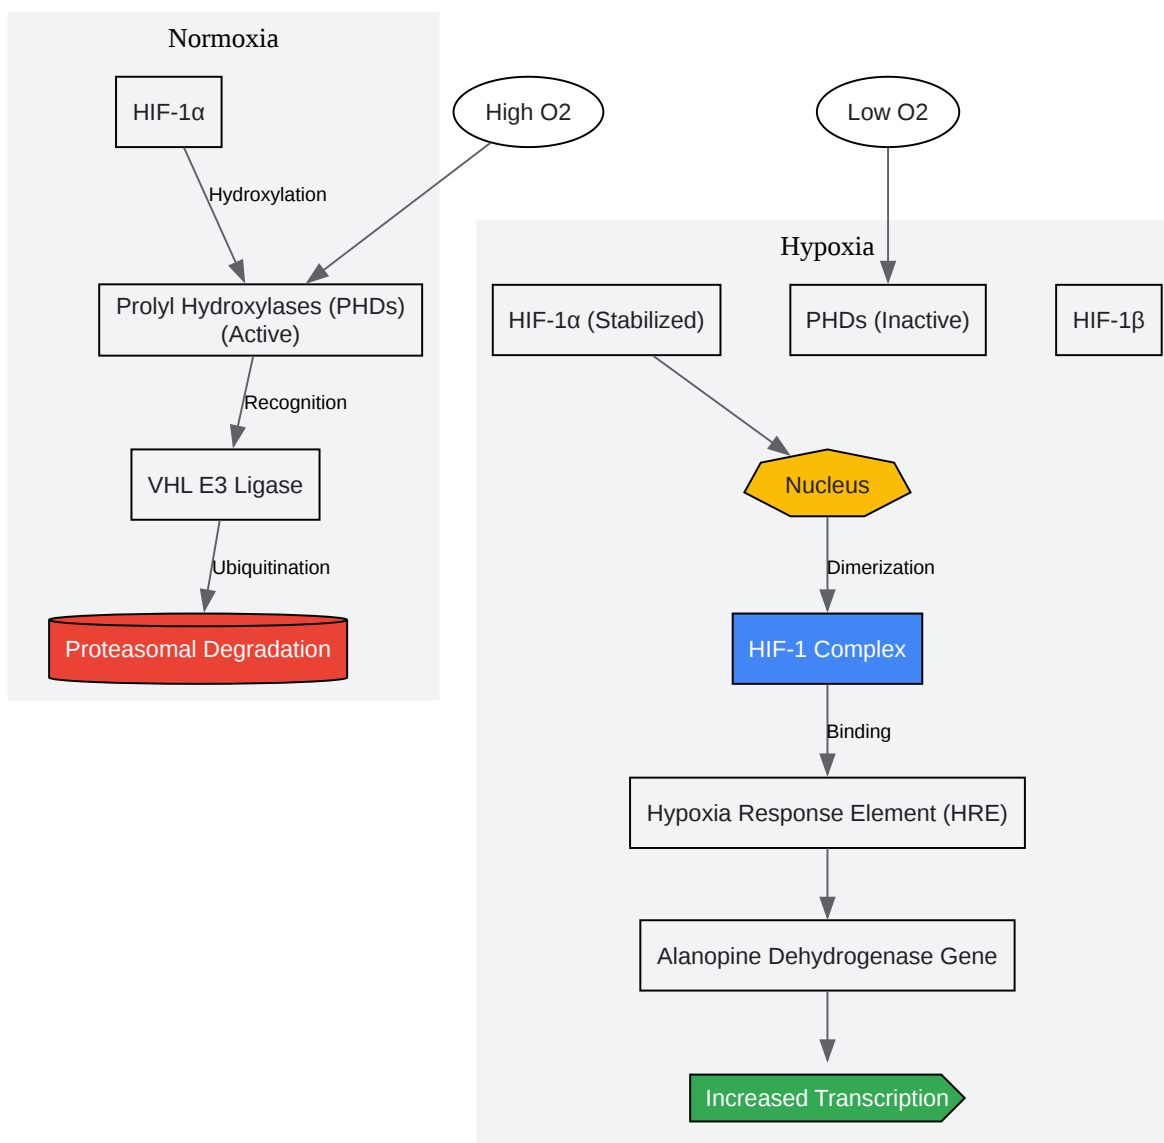 Normoxia
HIF-1α
High O2
Low O2
Hydroxylation
Hypoxia
Prolyl Hydroxylases (PHDs)
(Active)
HIF-1α (Stabilized)
PHDs (Inactive)
HIF-1β
Recognition
VHL E3 Ligase
Nucleus
Ubiquitination
Dimerization
Proteasomal Degradation
HIF-1 Complex
Binding
Hypoxia Response Element (HRE)
Alanopine Dehydrogenase Gene
Increased Transcription